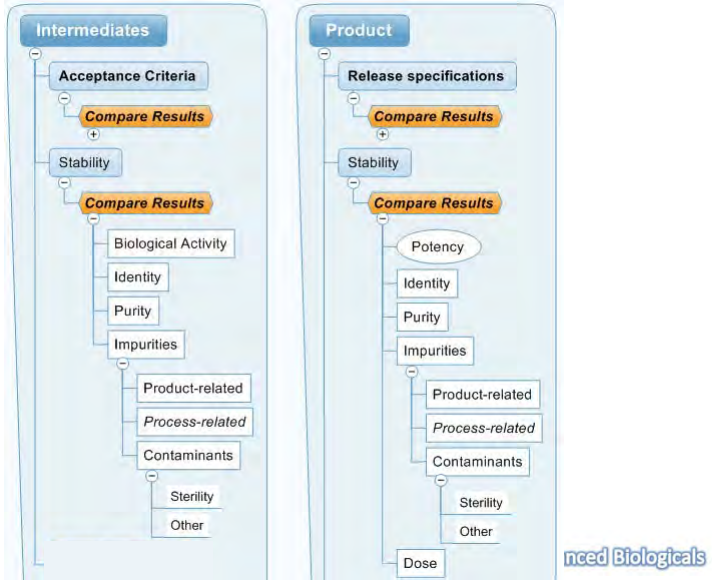 Intermediates
Acceptance Criteria
Compare Results
Stability
Compare Results
Biological Activity
Identity
Purity
Impurities
Product-related
Process-related
Contaminants
Sterility
Other
Product
Release specifications
Compare Results
Stability
Compare Results
Potency
Identity
Purity
Impurities
Product-related
Process-related
Contaminants
Sterility
Other
Dose
Biologicals